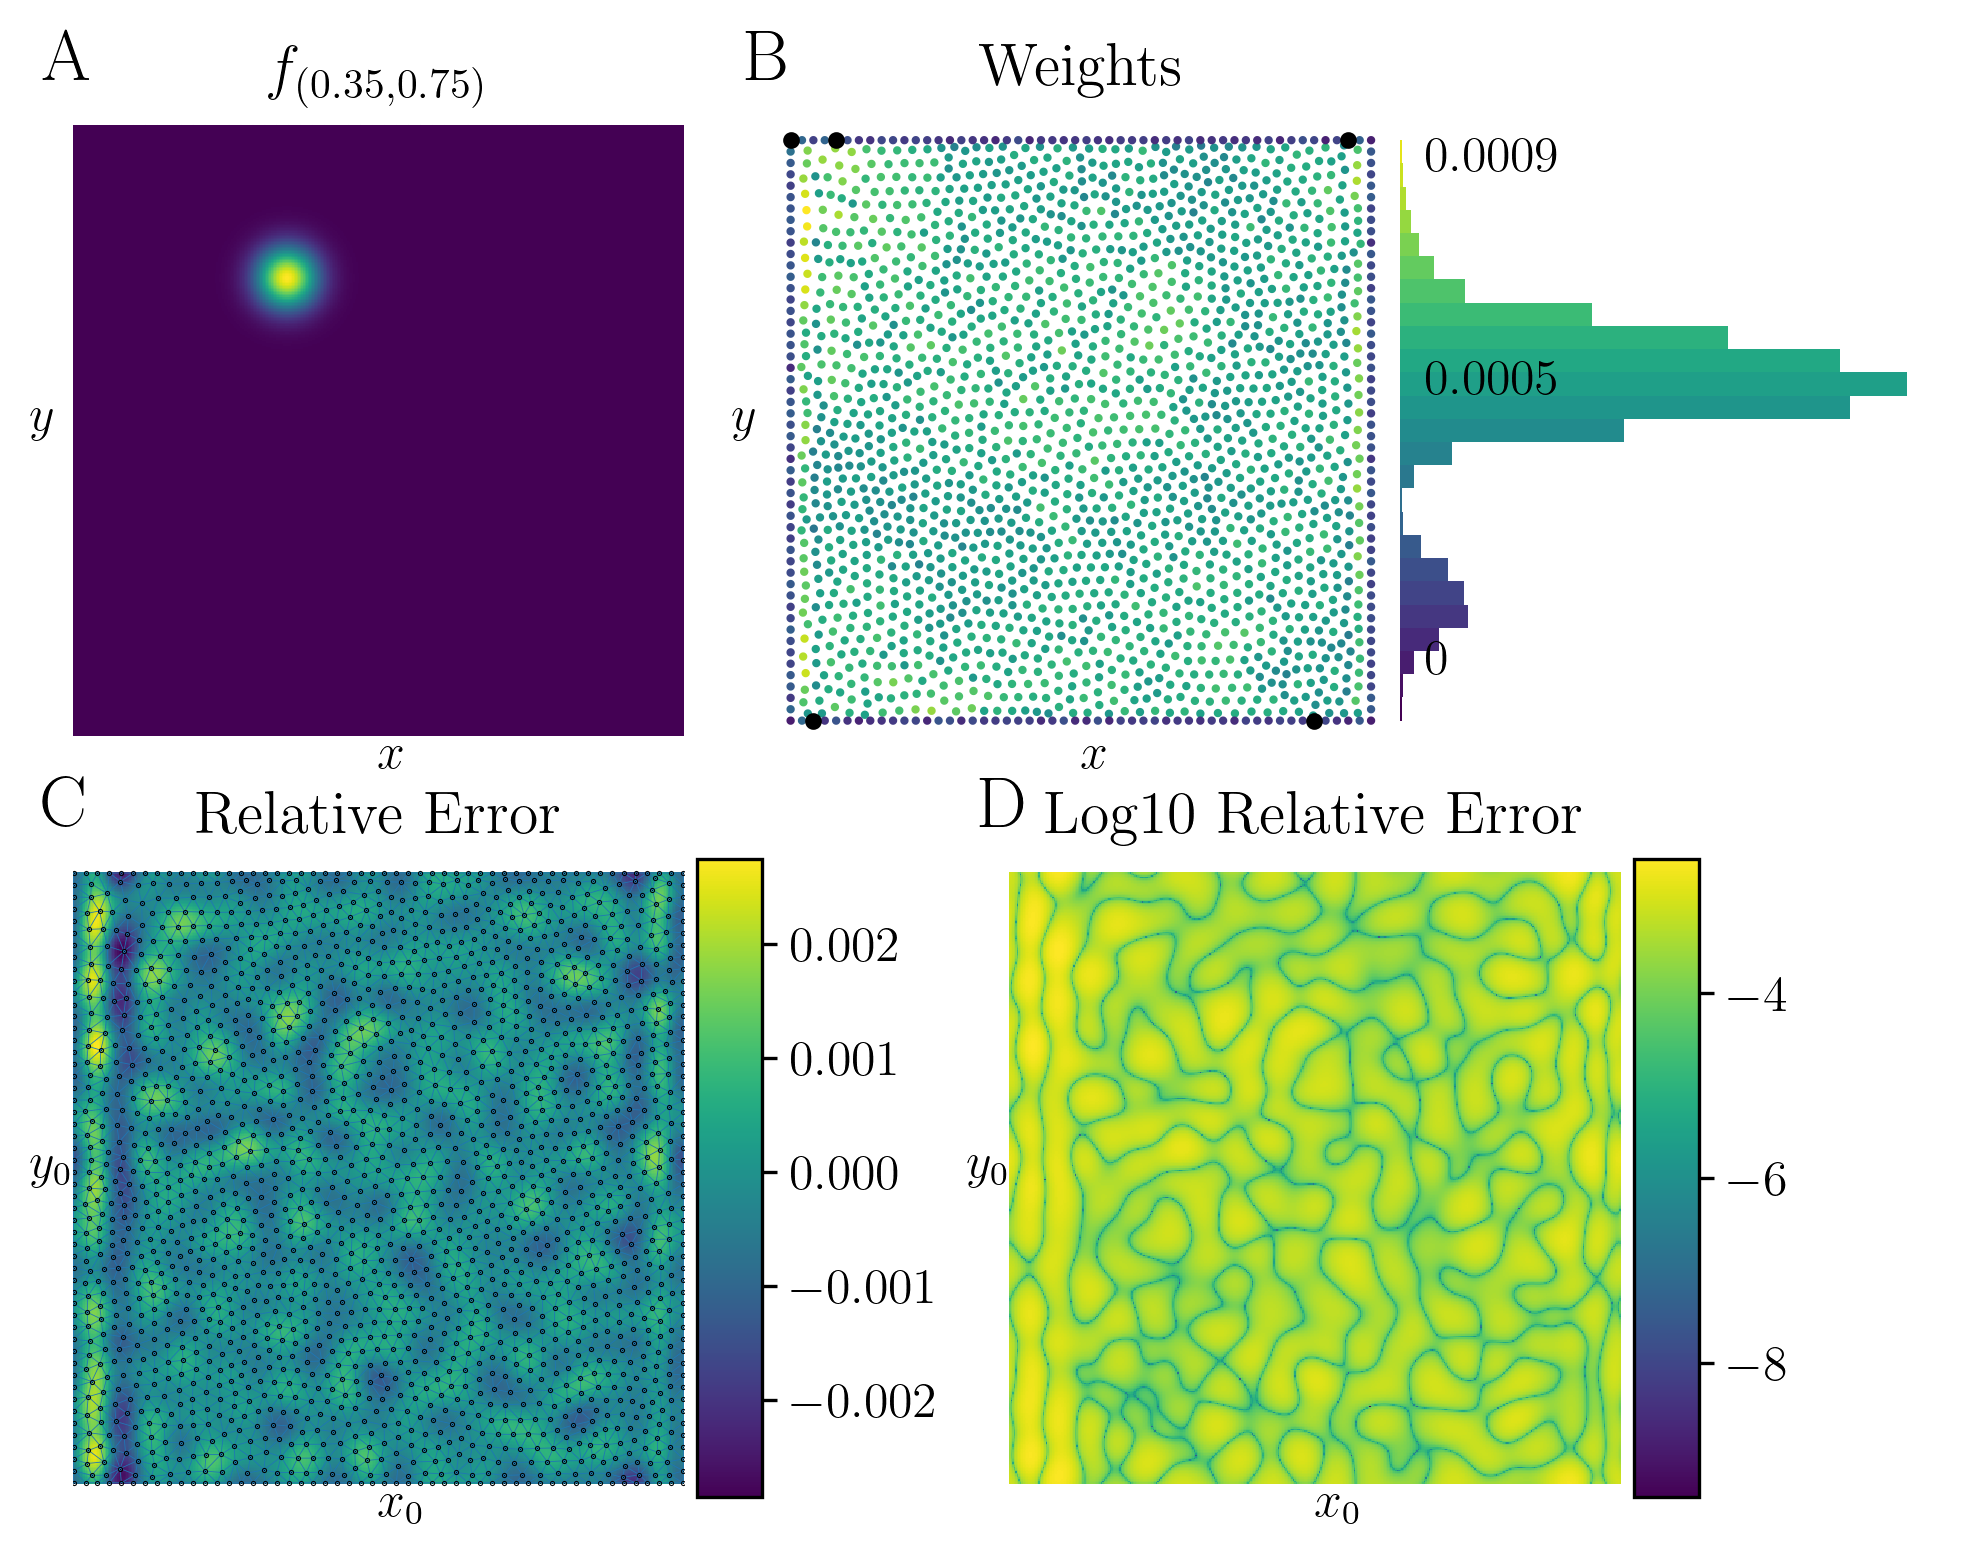 A
f(0.35,0.75)
y
x
B
Weights
y
x
0.0009
0.0005
0
C
Relative Error
y0
x0
0.002
0.001
0.000
−0.001
−0.002
D
Log10 Relative Error
y0
x0
−4
−6
−8